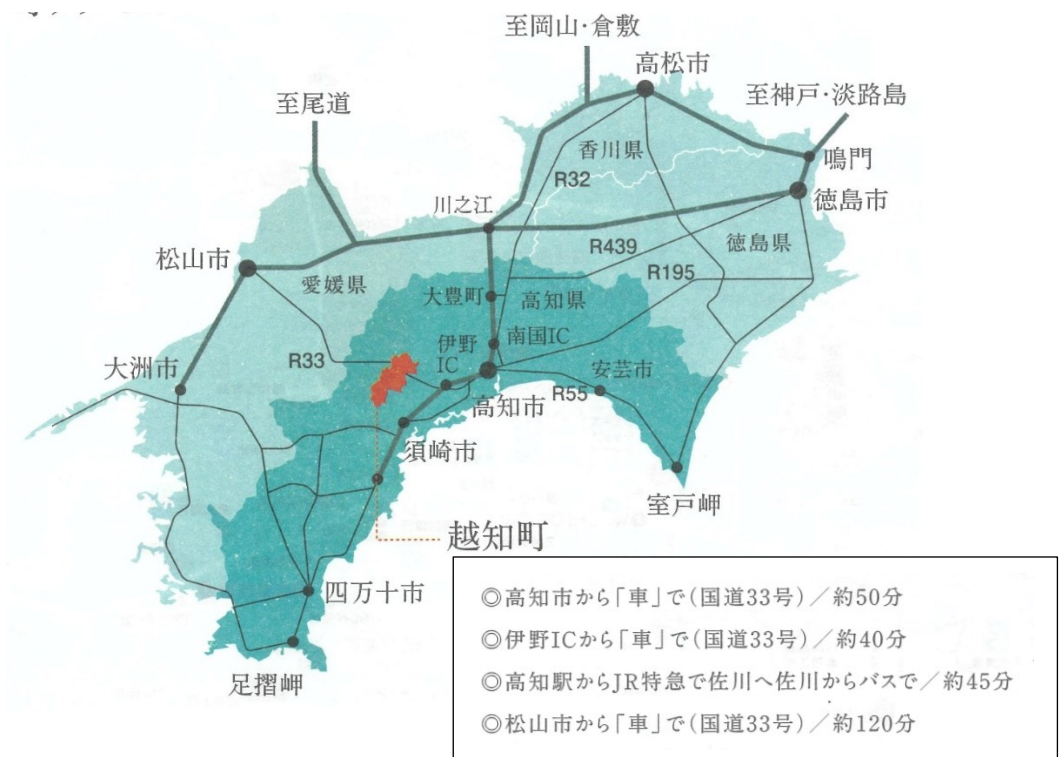 至岡山・倉敷
高松市
至神戸・淡路島
至尾道
香川県
鳴門
R32
徳島市
川之江
松山市
R439
徳島県
愛媛県
R195
大豊町
高知県
伊野
IC
南国IC
R33
大洲市
安芸市
R55
高知市
須崎市
室戸岬
越知町
四万十市
足摺岬
◎高知市から「車」で(国道33号)/約50分
◎伊野ICから「車」で(国道33号)/約40分
◎高知駅からJR特急で佐川へ佐川からバスで/約45分
◎松山市から「車」で(国道33号)/約120分